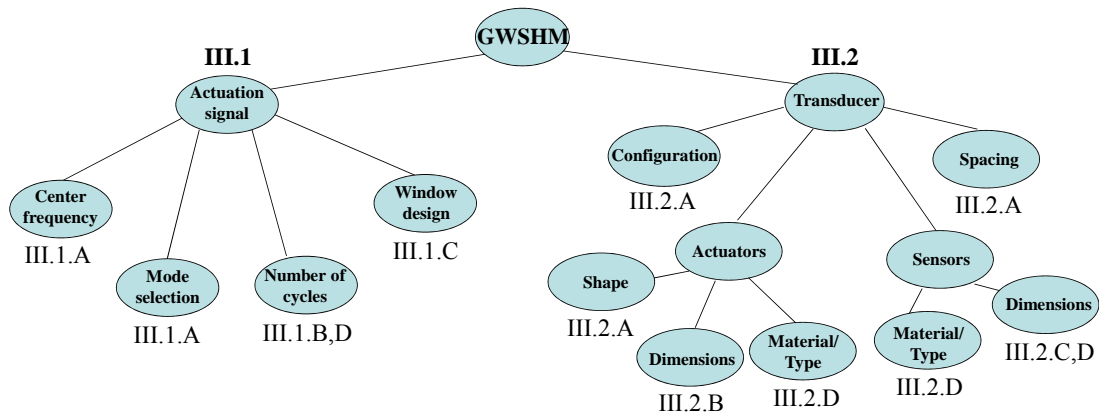 GWSHM
III.1
III.2
Actuation
signal
Transducer
Configuration
III.2.A
Spacing
III.2.A
Center
frequency
III.1.A
Window
design
III.1.C
Mode
selection
III.1.A
Number of
cycles
III.1.B,D
Actuators
Sensors
Shape
III.2.A
Dimensions
III.2.B
Material/
Type
III.2.D
Material/
Type
III.2.D
Dimensions
III.2.C,D